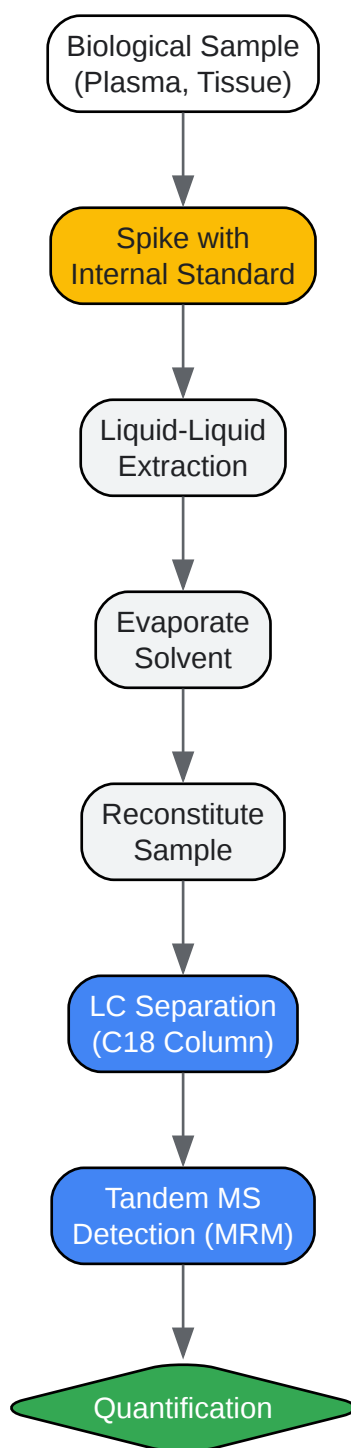 Biological Sample
(Plasma, Tissue)
Spike with
Internal Standard
Liquid-Liquid
Extraction
Evaporate
Solvent
Reconstitute
Sample
LC Separation
(C18 Column)
Tandem MS
Detection (MRM)
Quantification